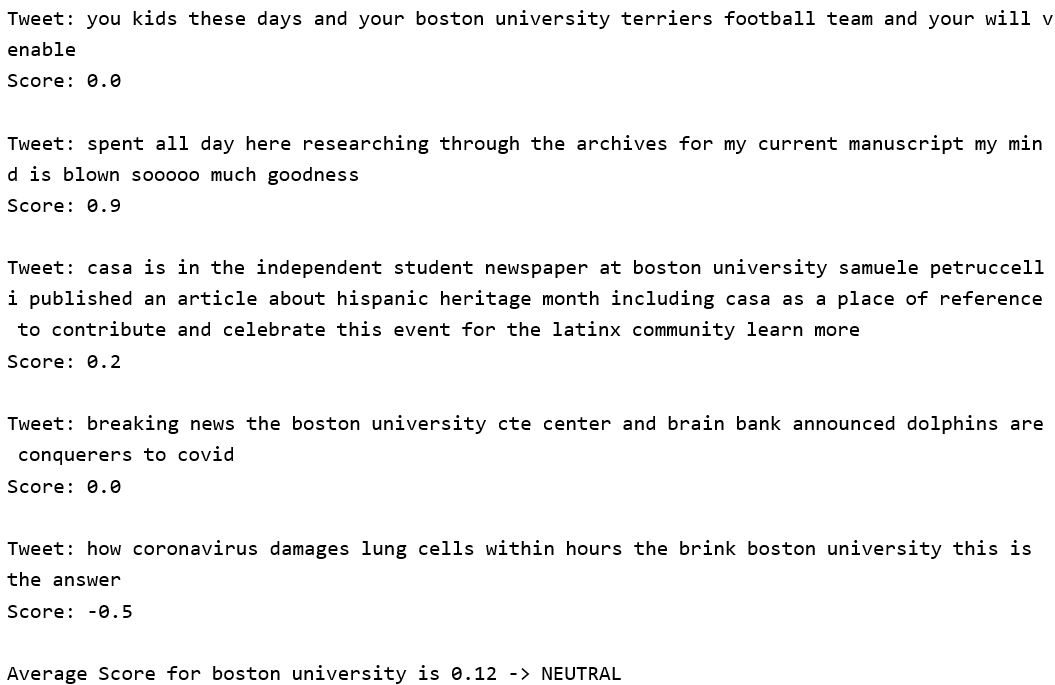 Tweet: you kids these days and your boston university terriers football team and your will v
enable
Score: 0.0
Tweet: spent all day here researching through the archives for my current manuscript my min
d is blown sooooo much goodness
Score: 0.9
Tweet: casa is in the independent student newspaper at boston university samuele petruccell
i published an article about hispanic heritage month including casa as a place of reference
to contribute and celebrate this event for the latinx community learn more
Score: 0.2
Tweet: breaking news the boston university cte center and brain bank announced dolphins are
conquerers to covid
Score: 0.0
Tweet: how coronavirus damages lung cells within hours the brink boston university this is
the answer
Score: -0.5
Average Score for boston university is 0.12 -> NEUTRAL